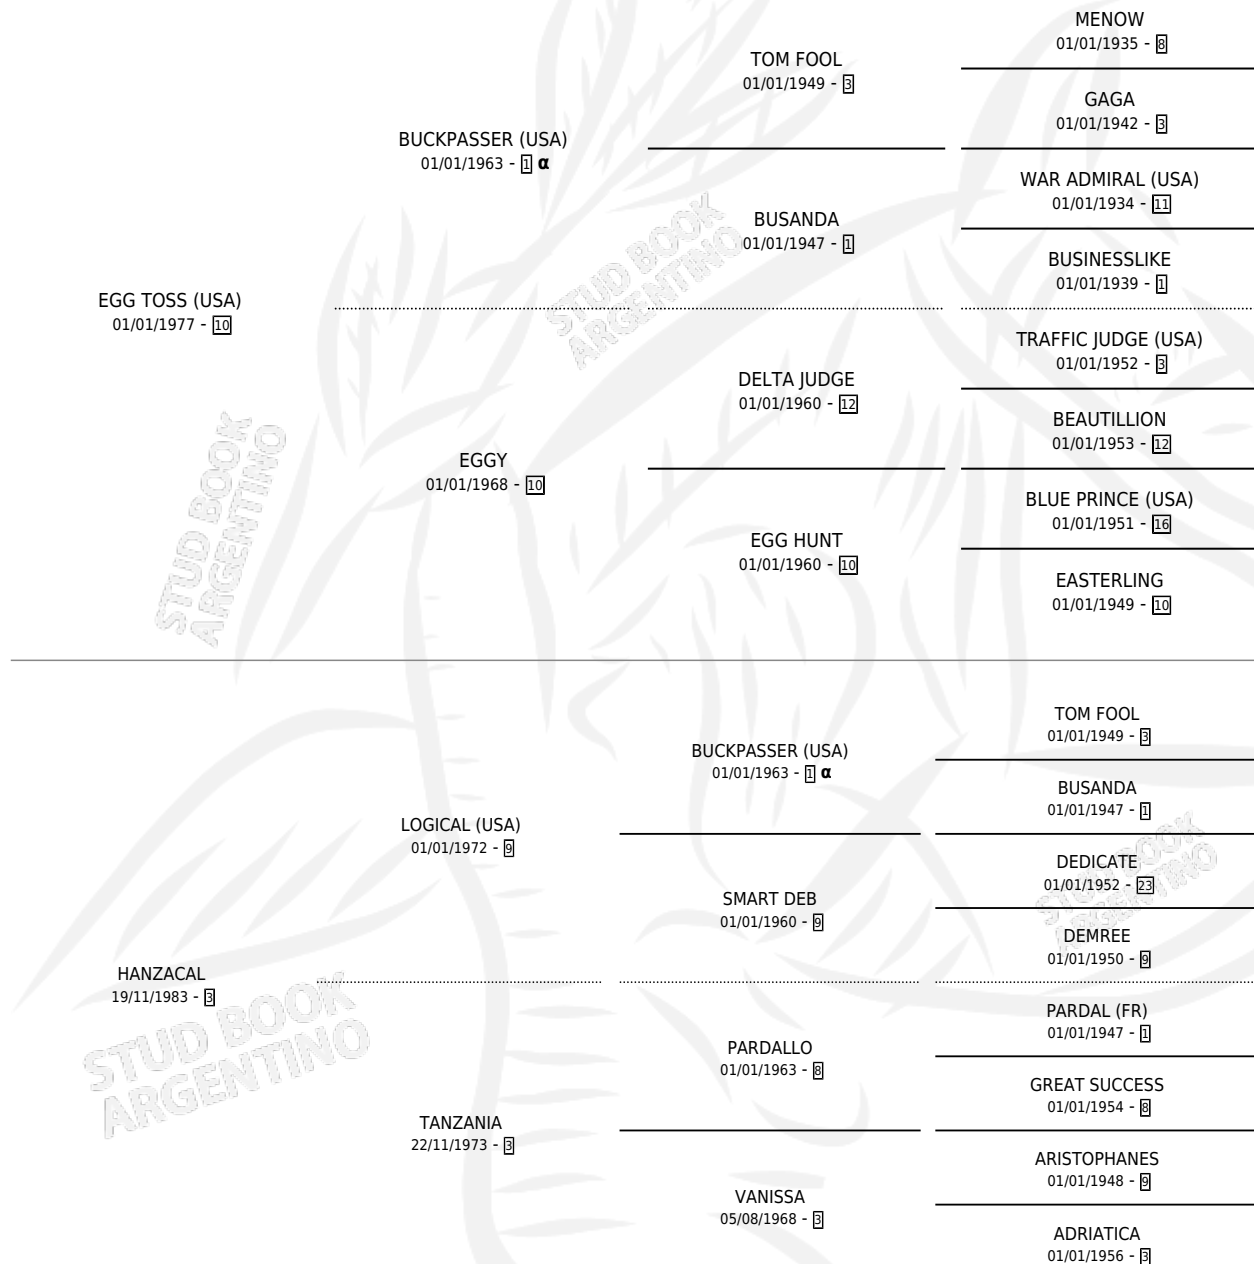 MENOW
01/01/1935 - 8
TOM FOOL
01/01/1949 - 3
GAGA
01/01/1942 - 3
BUCKPASSER (USA)
01/01/1963 - 1 α
WAR ADMIRAL (USA)
01/01/1934 - 11
BUSANDA
01/01/1947 - 1
BUSINESSLIKE
01/01/1939 - 1
EGG TOSS (USA)
01/01/1977 - 10
TRAFFIC JUDGE (USA)
01/01/1952 - 3
DELTA JUDGE
01/01/1960 - 12
BEAUTILLION
01/01/1953 - 12
EGGY
01/01/1968 - 10
BLUE PRINCE (USA)
01/01/1951 - 16
EGG HUNT
01/01/1960 - 10
EASTERLING
01/01/1949 - 10
TOM FOOL
01/01/1949 - 3
BUCKPASSER (USA)
01/01/1963 - 1 α
BUSANDA
01/01/1947 - 1
LOGICAL (USA)
01/01/1972 - 9
DEDICATE
01/01/1952 - 23
SMART DEB
01/01/1960 - 9
DEMREE
01/01/1950 - 9
HANZACAL
19/11/1983 - 3
PARDAL (FR)
01/01/1947 - 1
PARDALLO
01/01/1963 - 8
GREAT SUCCESS
01/01/1954 - 8
TANZANIA
22/11/1973 - 3
ARISTOPHANES
01/01/1948 - 9
VANISSA
05/08/1968 - 3
ADRIATICA
01/01/1956 - 3
STUD BOOK
ARGENTINO
STUD BOOK
ARGENTINO
STUD BOOK
ARGENTINO
STUD BOOK
ARGENTINO